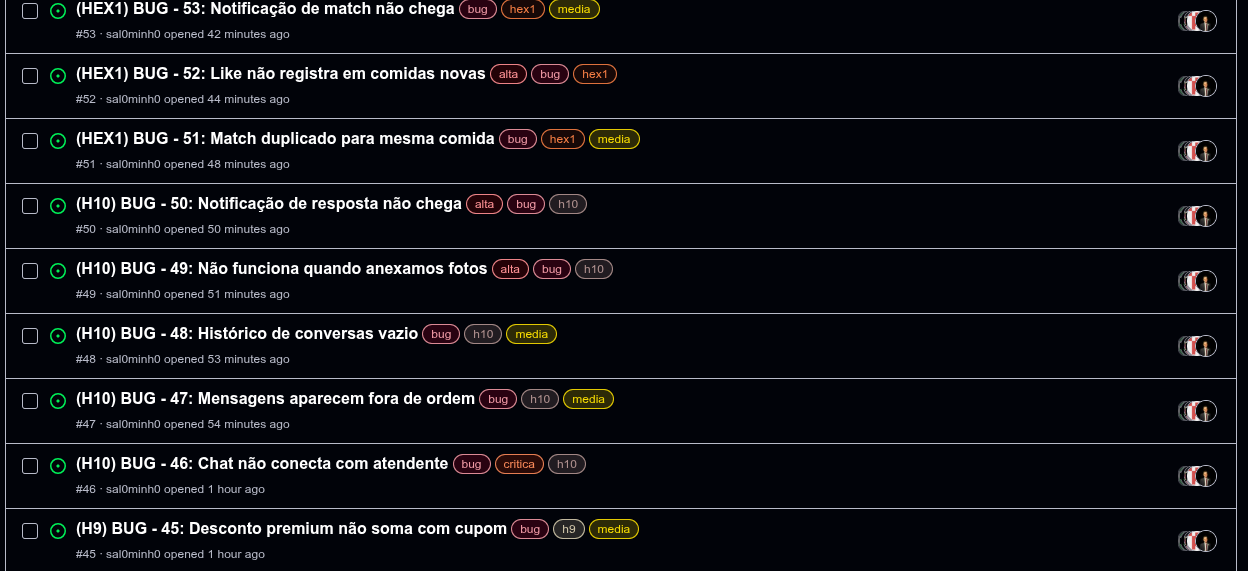 (HEX1) BUG - 53: Notificação de match não chega bug hex1 media
#53 · sal0minh0 opened 42 minutes ago
(HEX1) BUG - 52: Like não registra em comidas novas alta bug hex1
#52 · sal0minh0 opened 44 minutes ago
(HEX1) BUG - 51: Match duplicado para mesma comida bug hex1 media
#51 · sal0minh0 opened 48 minutes ago
(H10) BUG - 50: Notificação de resposta não chega alta bug h10
#50 · sal0minh0 opened 50 minutes ago
(H10) BUG - 49: Não funciona quando anexamos fotos alta bug h10
#49 · sal0minh0 opened 51 minutes ago
(H10) BUG - 48: Histórico de conversas vazio bug h10 media
#48 · sal0minh0 opened 53 minutes ago
(H10) BUG - 47: Mensagens aparecem fora de ordem bug h10 media
#47 · sal0minh0 opened 54 minutes ago
(H10) BUG - 46: Chat não conecta com atendente bug critica h10
#46 · sal0minh0 opened 1 hour ago
(H9) BUG - 45: Desconto premium não soma com cupom bug h9 media
#45 · sal0minh0 opened 1 hour ago